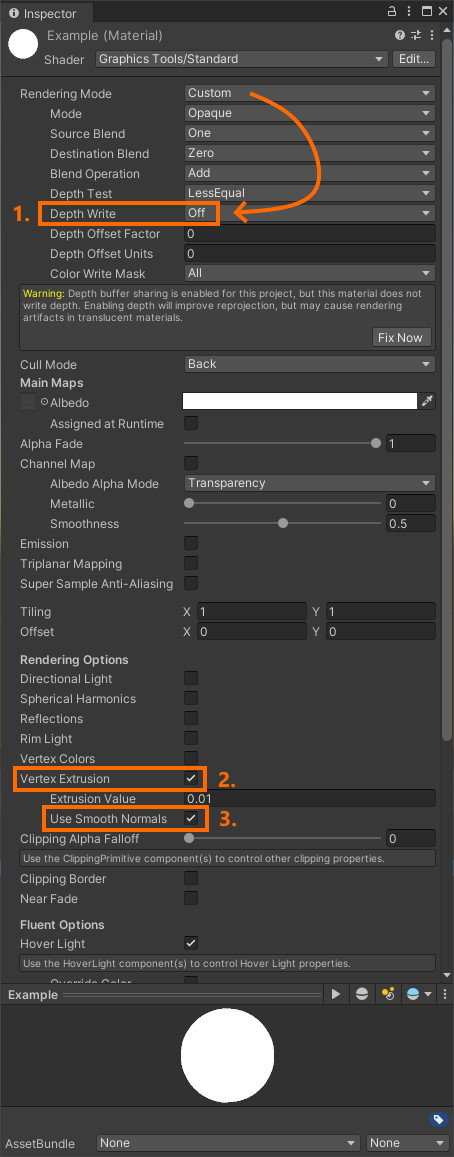 Inspector
Example (Material)
Shader Graphics Tools/Standard Edit...
Rendering Mode Custom
Mode Opaque
Source Blend One
Destination Blend Zero
Blend Operation Add
Depth Test LessEqual
1. Depth Write Off
Depth Offset Factor 0
Depth Offset Units 0
Color Write Mask All
Warning: Depth buffer sharing is enabled for this project, but this material does not
write depth. Enabling depth will improve reprojection, but may cause rendering
artifacts in translucent materials.
Fix Now
Cull Mode Back
Main Maps
Albedo
Assigned at Runtime
Alpha Fade 1
Channel Map
Albedo Alpha Mode Transparency
Metallic 0
Smoothness 0.5
Emission
Triplanar Mapping
Super Sample Anti-Aliasing
Tiling X 1 Y 1
Offset X 0 Y 0
Rendering Options
Directional Light
Spherical Harmonics
Reflections
Rim Light
Vertex Colors
Vertex Extrusion 2.
Extrusion Value 0.01
Use Smooth Normals 3.
Clipping Alpha Falloff 0
Use the ClippingPrimitive component(s) to control other clipping properties.
Clipping Border
Near Fade
Fluent Options
Hover Light
Use the HoverLight component(s) to control Hover Light properties.
Override Color
Example
AssetBundle None None